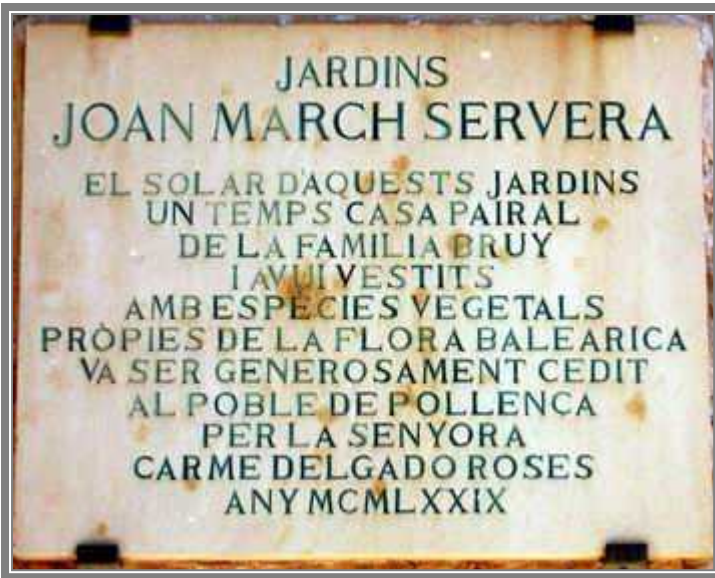 JARDINS
JOAN MARCH SERVERA
EL SOLAR D'AQUESTS JARDINS
UN TEMPS CASA PAIRAL
DE LA FAMILIA BRUY
I AVUI VESTITS
AMB ESPÈCIES VEGETALS
PRÒPIES DE LA FLORA BALEARICA
VA SER GENEROSAMENT CEDIT
AL POBLE DE POLLENCA
PER LA SENYORA
CARME DELGADO ROSES
ANY MCMLXXIX